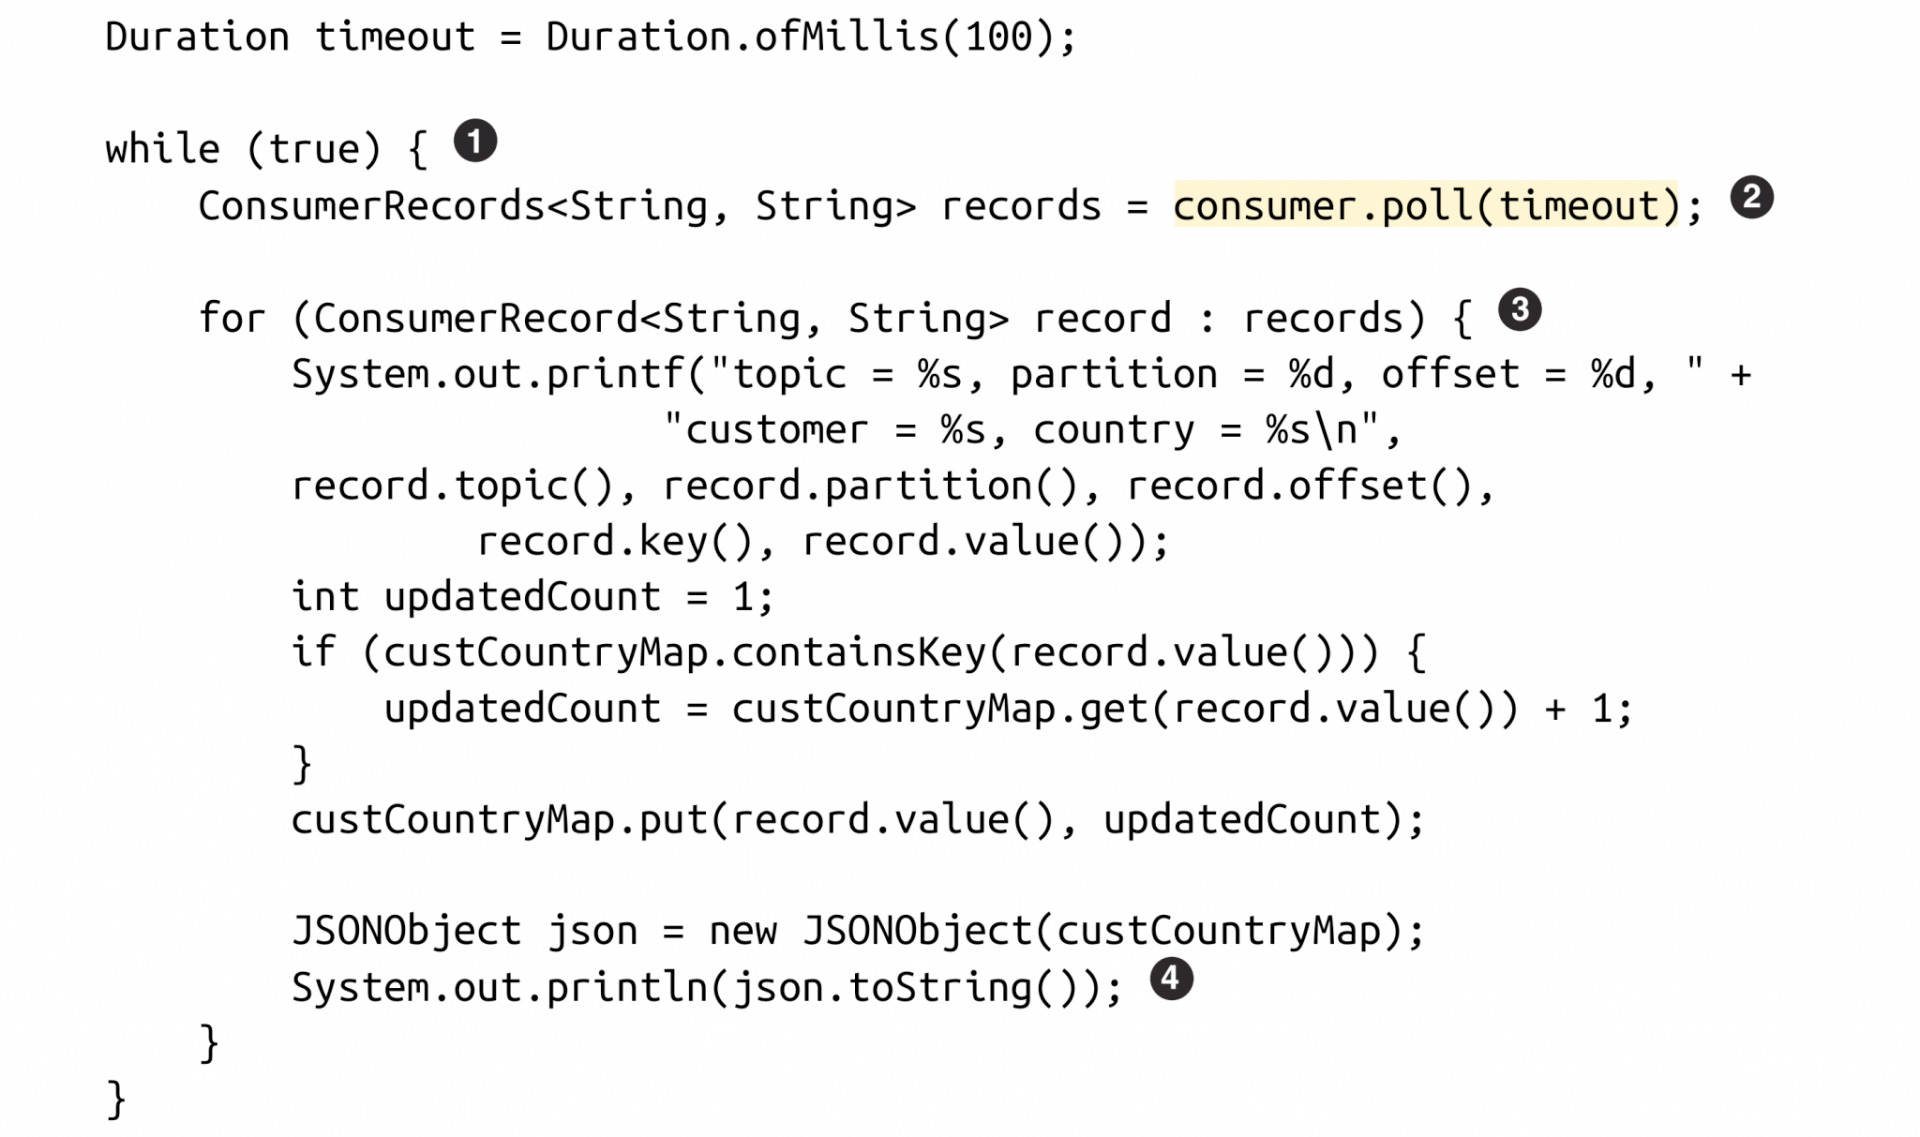 Duration timeout = Duration.ofMillis(100);
while (true) { ❶
ConsumerRecords<String, String> records = consumer.poll(timeout); ❷
for (ConsumerRecord<String, String> record : records) { ❸
System.out.printf("topic = %s, partition = %d, offset = %d, " +
"customer = %s, country = %s\n",
record.topic(), record.partition(), record.offset(),
record.key(), record.value());
int updatedCount = 1;
if (custCountryMap.containsKey(record.value())) {
updatedCount = custCountryMap.get(record.value()) + 1;
}
custCountryMap.put(record.value(), updatedCount);
JSONObject json = new JSONObject(custCountryMap);
System.out.println(json.toString()); ❹
}
}